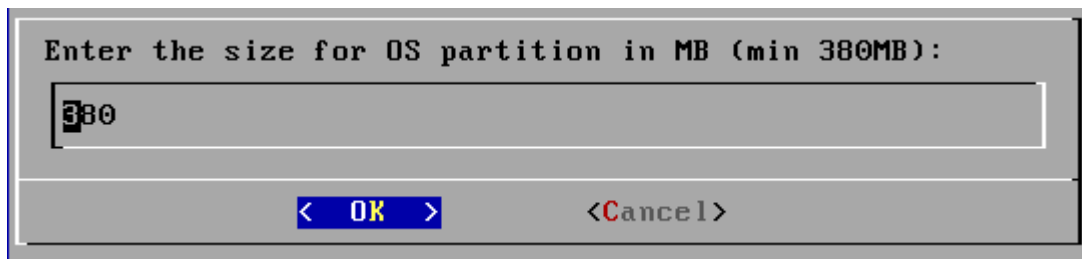 Enter the size for OS partition in MB (min 380MB):
380
< OK > <Cancel>